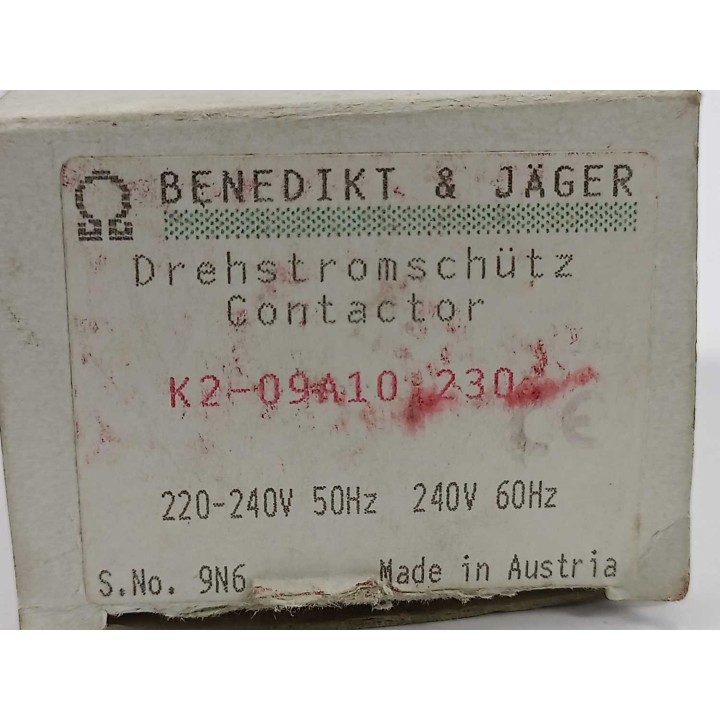 Ω BENEDIKT & JÄGER
Drehstromschütz
Contactor
K2-09A10 230
CE
220-240V 50Hz 240V 60Hz
S.No. 9N6 Made in Austria